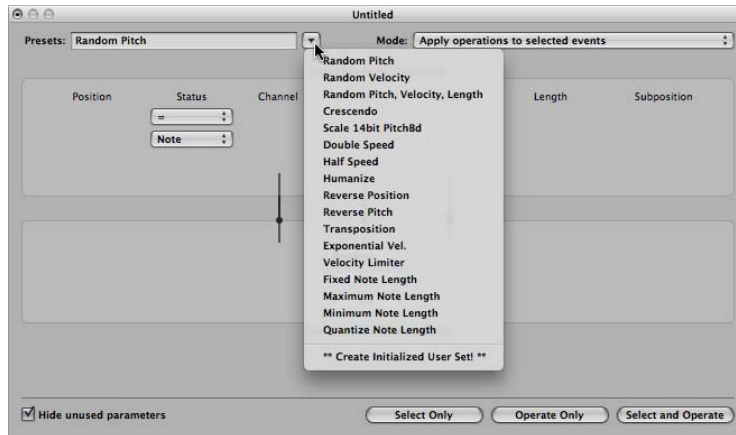 Untitled
Presets: Random Pitch
Mode: Apply operations to selected events
Position Status Channel Length Subposition
=
Note
Random Pitch
Random Velocity
Random Pitch, Velocity, Length
Crescendo
Scale 14bit PitchBd
Double Speed
Half Speed
Humanize
Reverse Position
Reverse Pitch
Transposition
Exponential Vel.
Velocity Limiter
Fixed Note Length
Maximum Note Length
Minimum Note Length
Quantize Note Length
** Create Initialized User Set! **
Hide unused parameters
Select Only Operate Only Select and Operate